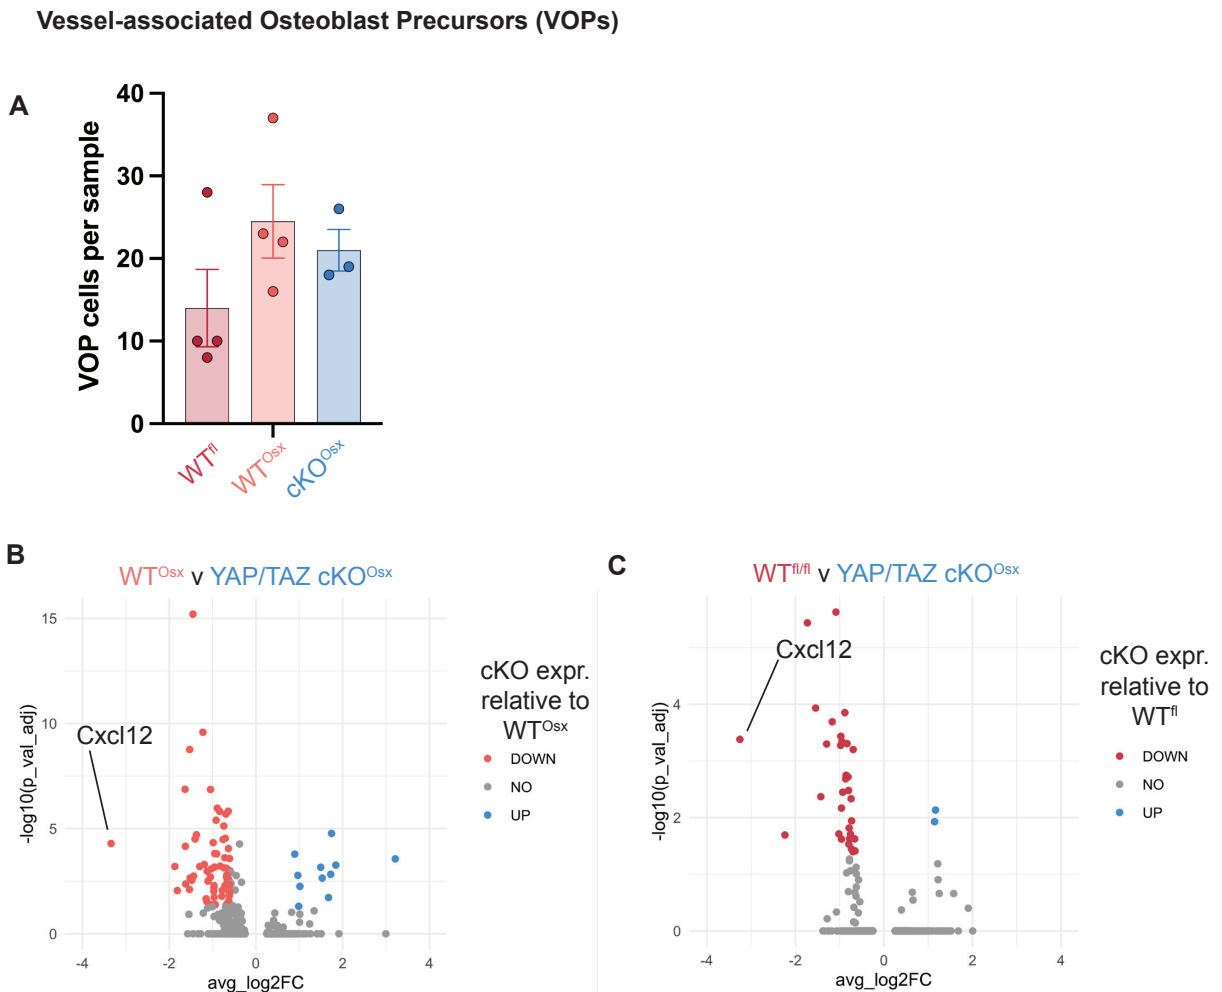 Vessel-associated Osteoblast Precursors (VOPs)
A
VOP cells per sample
40
30
20
10
0
WTfl
WTOsx
cKOOsx
B
WTOsx v YAP/TAZ cKOOsx
-log10(p_val_adj)
15
10
5
0
Cxcl12
-4 -2 0 2 4
avg_log2FC
cKO expr.
relative to
WTOsx
DOWN
NO
UP
C
WTfl/fl v YAP/TAZ cKOOsx
-log10(p_val_adj)
4
2
0
Cxcl12
-4 -2 0 2 4
avg_log2FC
cKO expr.
relative to
WTfl
DOWN
NO
UP